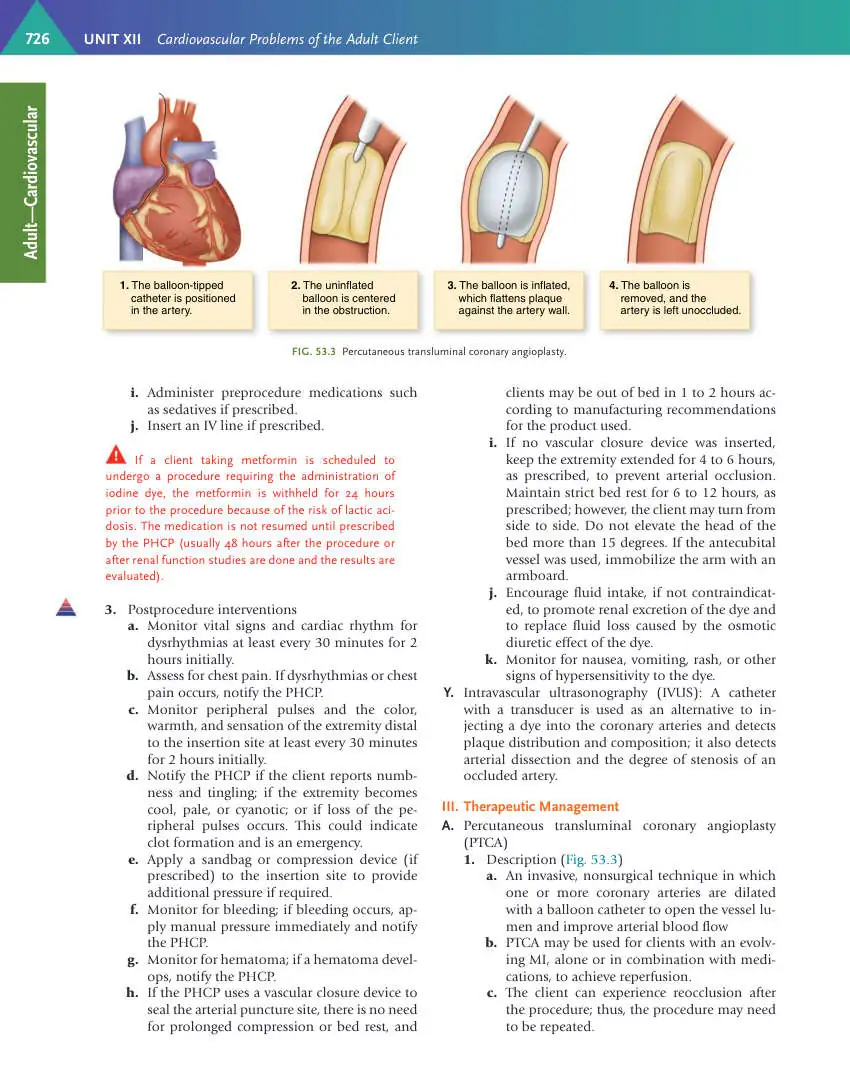 726 UNIT XII Cardiovascular Problems of the Adult Client
Adult—Cardiovascular
1. The balloon-tipped
catheter is positioned
in the artery.
2. The uninflated
balloon is centered
in the obstruction.
3. The balloon is inflated,
which flattens plaque
against the artery wall.
4. The balloon is
removed, and the
artery is left unoccluded.
FIG. 53.3 Percutaneous transluminal coronary angioplasty.
i. Administer preprocedure medications such
as sedatives if prescribed.
j. Insert an IV line if prescribed.
If a client taking metformin is scheduled to
undergo a procedure requiring the administration of
iodine dye, the metformin is withheld for 24 hours
prior to the procedure because of the risk of lactic aci-
dosis. The medication is not resumed until prescribed
by the PHCP (usually 48 hours after the procedure or
after renal function studies are done and the results are
evaluated).
3. Postprocedure interventions
a. Monitor vital signs and cardiac rhythm for
dysrhythmias at least every 30 minutes for 2
hours initially.
b. Assess for chest pain. If dysrhythmias or chest
pain occurs, notify the PHCP.
c. Monitor peripheral pulses and the color,
warmth, and sensation of the extremity distal
to the insertion site at least every 30 minutes
for 2 hours initially.
d. Notify the PHCP if the client reports numb-
ness and tingling; if the extremity becomes
cool, pale, or cyanotic; or if loss of the pe-
ripheral pulses occurs. This could indicate
clot formation and is an emergency.
e. Apply a sandbag or compression device (if
prescribed) to the insertion site to provide
additional pressure if required.
f. Monitor for bleeding; if bleeding occurs, ap-
ply manual pressure immediately and notify
the PHCP.
g. Monitor for hematoma; if a hematoma devel-
ops, notify the PHCP.
h. If the PHCP uses a vascular closure device to
seal the arterial puncture site, there is no need
for prolonged compression or bed rest, and
clients may be out of bed in 1 to 2 hours ac-
cording to manufacturing recommendations
for the product used.
i. If no vascular closure device was inserted,
keep the extremity extended for 4 to 6 hours,
as prescribed, to prevent arterial occlusion.
Maintain strict bed rest for 6 to 12 hours, as
prescribed; however, the client may turn from
side to side. Do not elevate the head of the
bed more than 15 degrees. If the antecubital
vessel was used, immobilize the arm with an
armboard.
j. Encourage fluid intake, if not contraindicat-
ed, to promote renal excretion of the dye and
to replace fluid loss caused by the osmotic
diuretic effect of the dye.
k. Monitor for nausea, vomiting, rash, or other
signs of hypersensitivity to the dye.
Y. Intravascular ultrasonography (IVUS): A catheter
with a transducer is used as an alternative to in-
jecting a dye into the coronary arteries and detects
plaque distribution and composition; it also detects
arterial dissection and the degree of stenosis of an
occluded artery.
III. Therapeutic Management
A. Percutaneous transluminal coronary angioplasty
(PTCA)
1. Description (Fig. 53.3)
a. An invasive, nonsurgical technique in which
one or more coronary arteries are dilated
with a balloon catheter to open the vessel lu-
men and improve arterial blood flow
b. PTCA may be used for clients with an evolv-
ing MI, alone or in combination with medi-
cations, to achieve reperfusion.
c. The client can experience reocclusion after
the procedure; thus, the procedure may need
to be repeated.